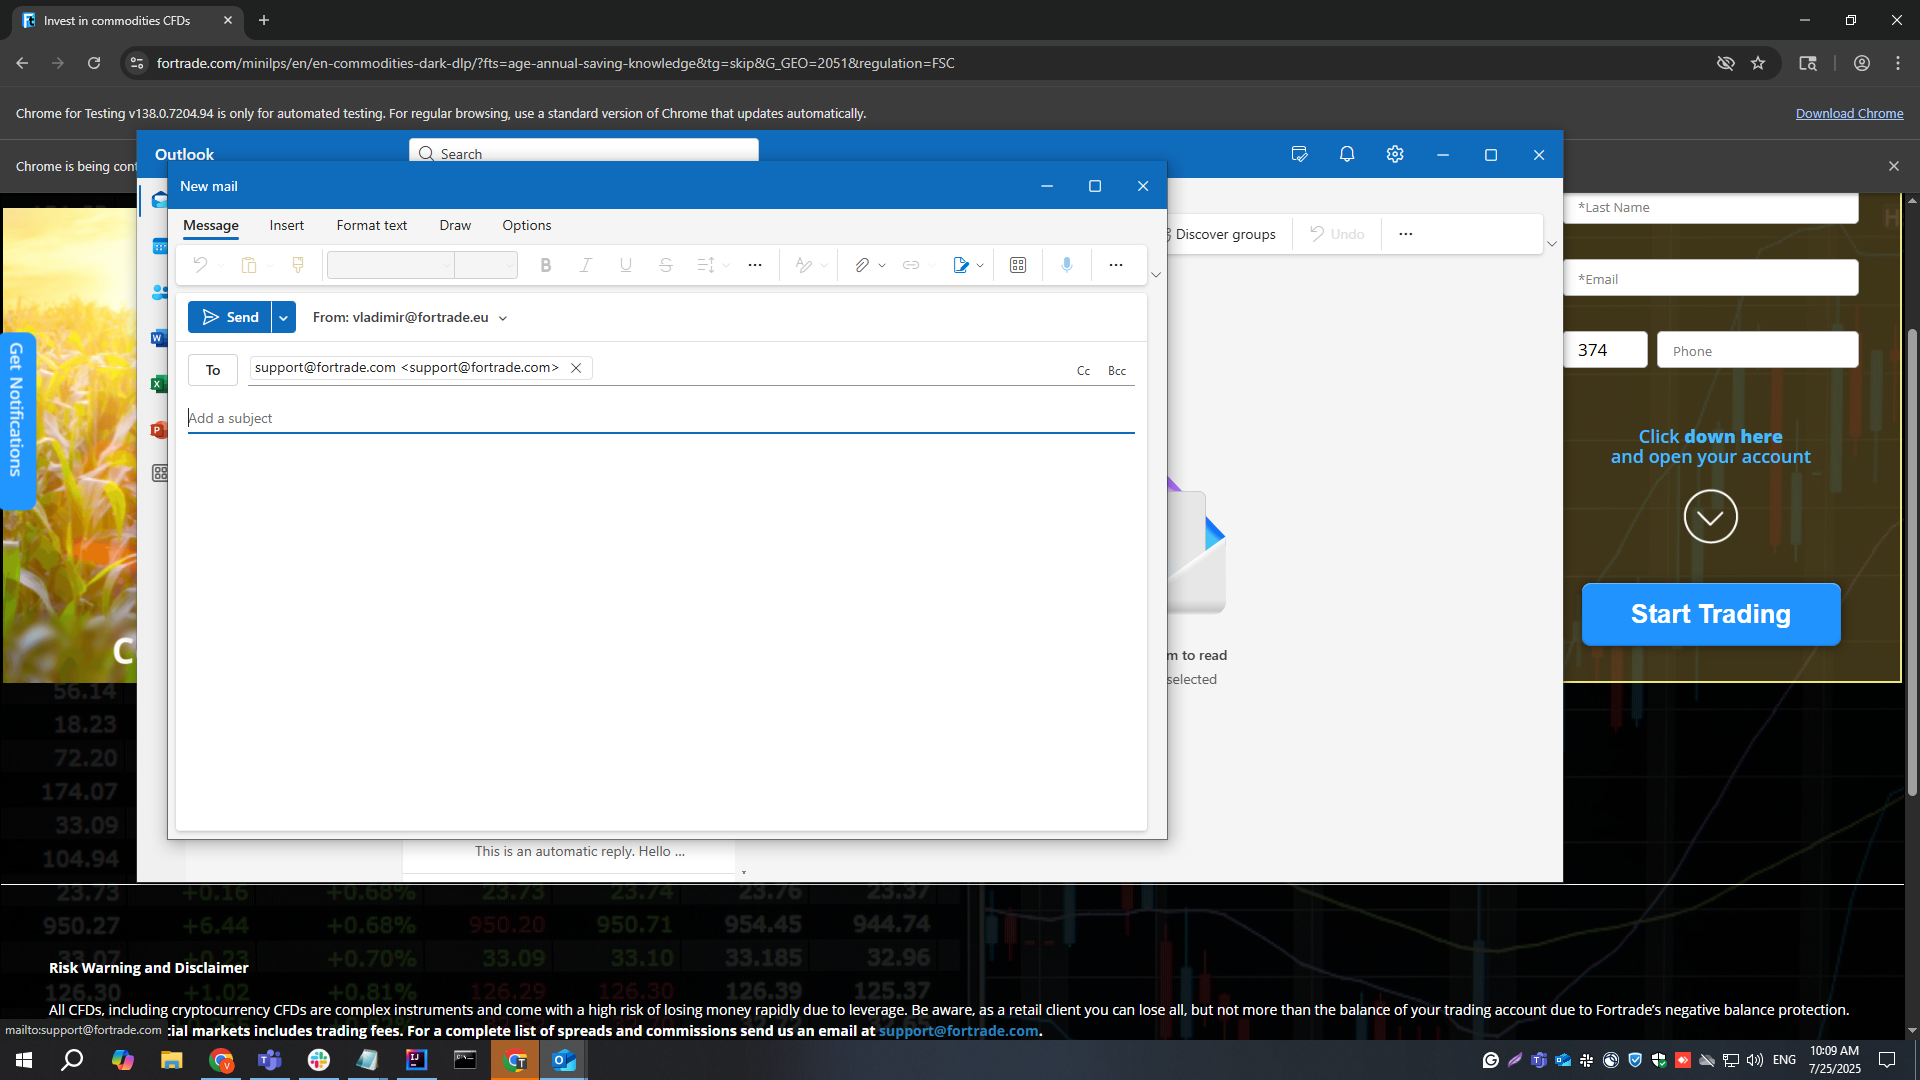 Invest in commodities CFDs
fortrade.com/minilps/en/en-commodities-dark-dlp/?fts=age-annual-saving-knowledge&tg=skip&G_GEO=2051&regulation=FSC
Chrome for Testing v138.0.7204.94 is only for automated testing. For regular browsing, use a standard version of Chrome that updates automatically.
Download Chrome
Chrome is being cont
Outlook
Search
New mail
Message Insert Format text Draw Options
Discover groups
Undo
Send
From: vladimir@fortrade.eu
To
support@fortrade.com <support@fortrade.com>
Cc Bcc
Add a subject
Get Notifications
*Last Name
*Email
374
Phone
Click down here
and open your account
Start Trading
C
m to read
selected
This is an automatic reply. Hello ...
56.14
18.23
72.20
174.07
33.09
104.94
23.73 +0.16 +0.68% 23.73 23.74 23.76 23.37
950.27 +6.44 +0.68% 950.20 950.71 954.45 944.74
33.07 +0.23 +0.70% 33.09 33.10 33.185 32.96
126.30 +1.02 +0.81% 126.29 126.30 126.39 125.37
Risk Warning and Disclaimer
All CFDs, including cryptocurrency CFDs are complex instruments and come with a high risk of losing money rapidly due to leverage. Be aware, as a retail client you can lose all, but not more than the balance of your trading account due to Fortrade's negative balance protection.
mailto:support@fortrade.com
cial markets includes trading fees. For a complete list of spreads and commissions send us an email at support@fortrade.com.
ENG
10:09 AM
7/25/2025